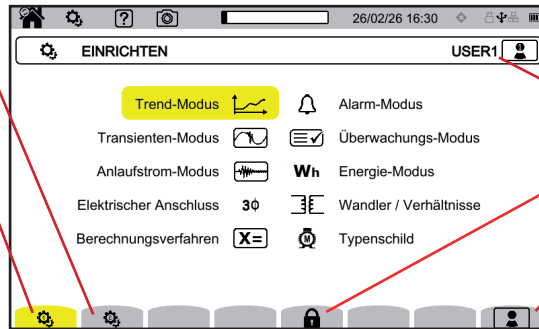 26/02/26 16:30
EINRICHTEN USER1
Trend-Modus Alarm-Modus
Transienten-Modus Überwachungs-Modus
Anlaufstrom-Modus Wh Energie-Modus
Elektrischer Anschluss 3φ Wandler / Verhältnisse
Berechnungsverfahren X= M Typenschild